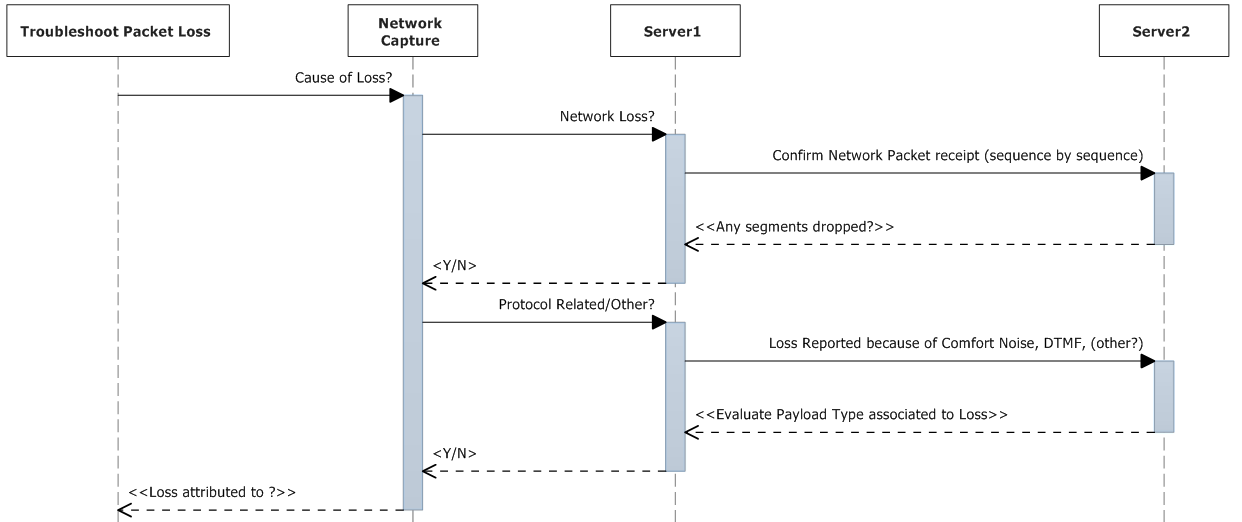 Troubleshoot Packet Loss
Network
Capture
Server1
Server2
Cause of Loss?
Network Loss?
Confirm Network Packet receipt (sequence by sequence)
<<Any segments dropped?>>
<Y/N>
Protocol Related/Other?
Loss Reported because of Comfort Noise, DTMF, (other?)
<<Evaluate Payload Type associated to Loss>>
<Y/N>
<<Loss attributed to ?>>